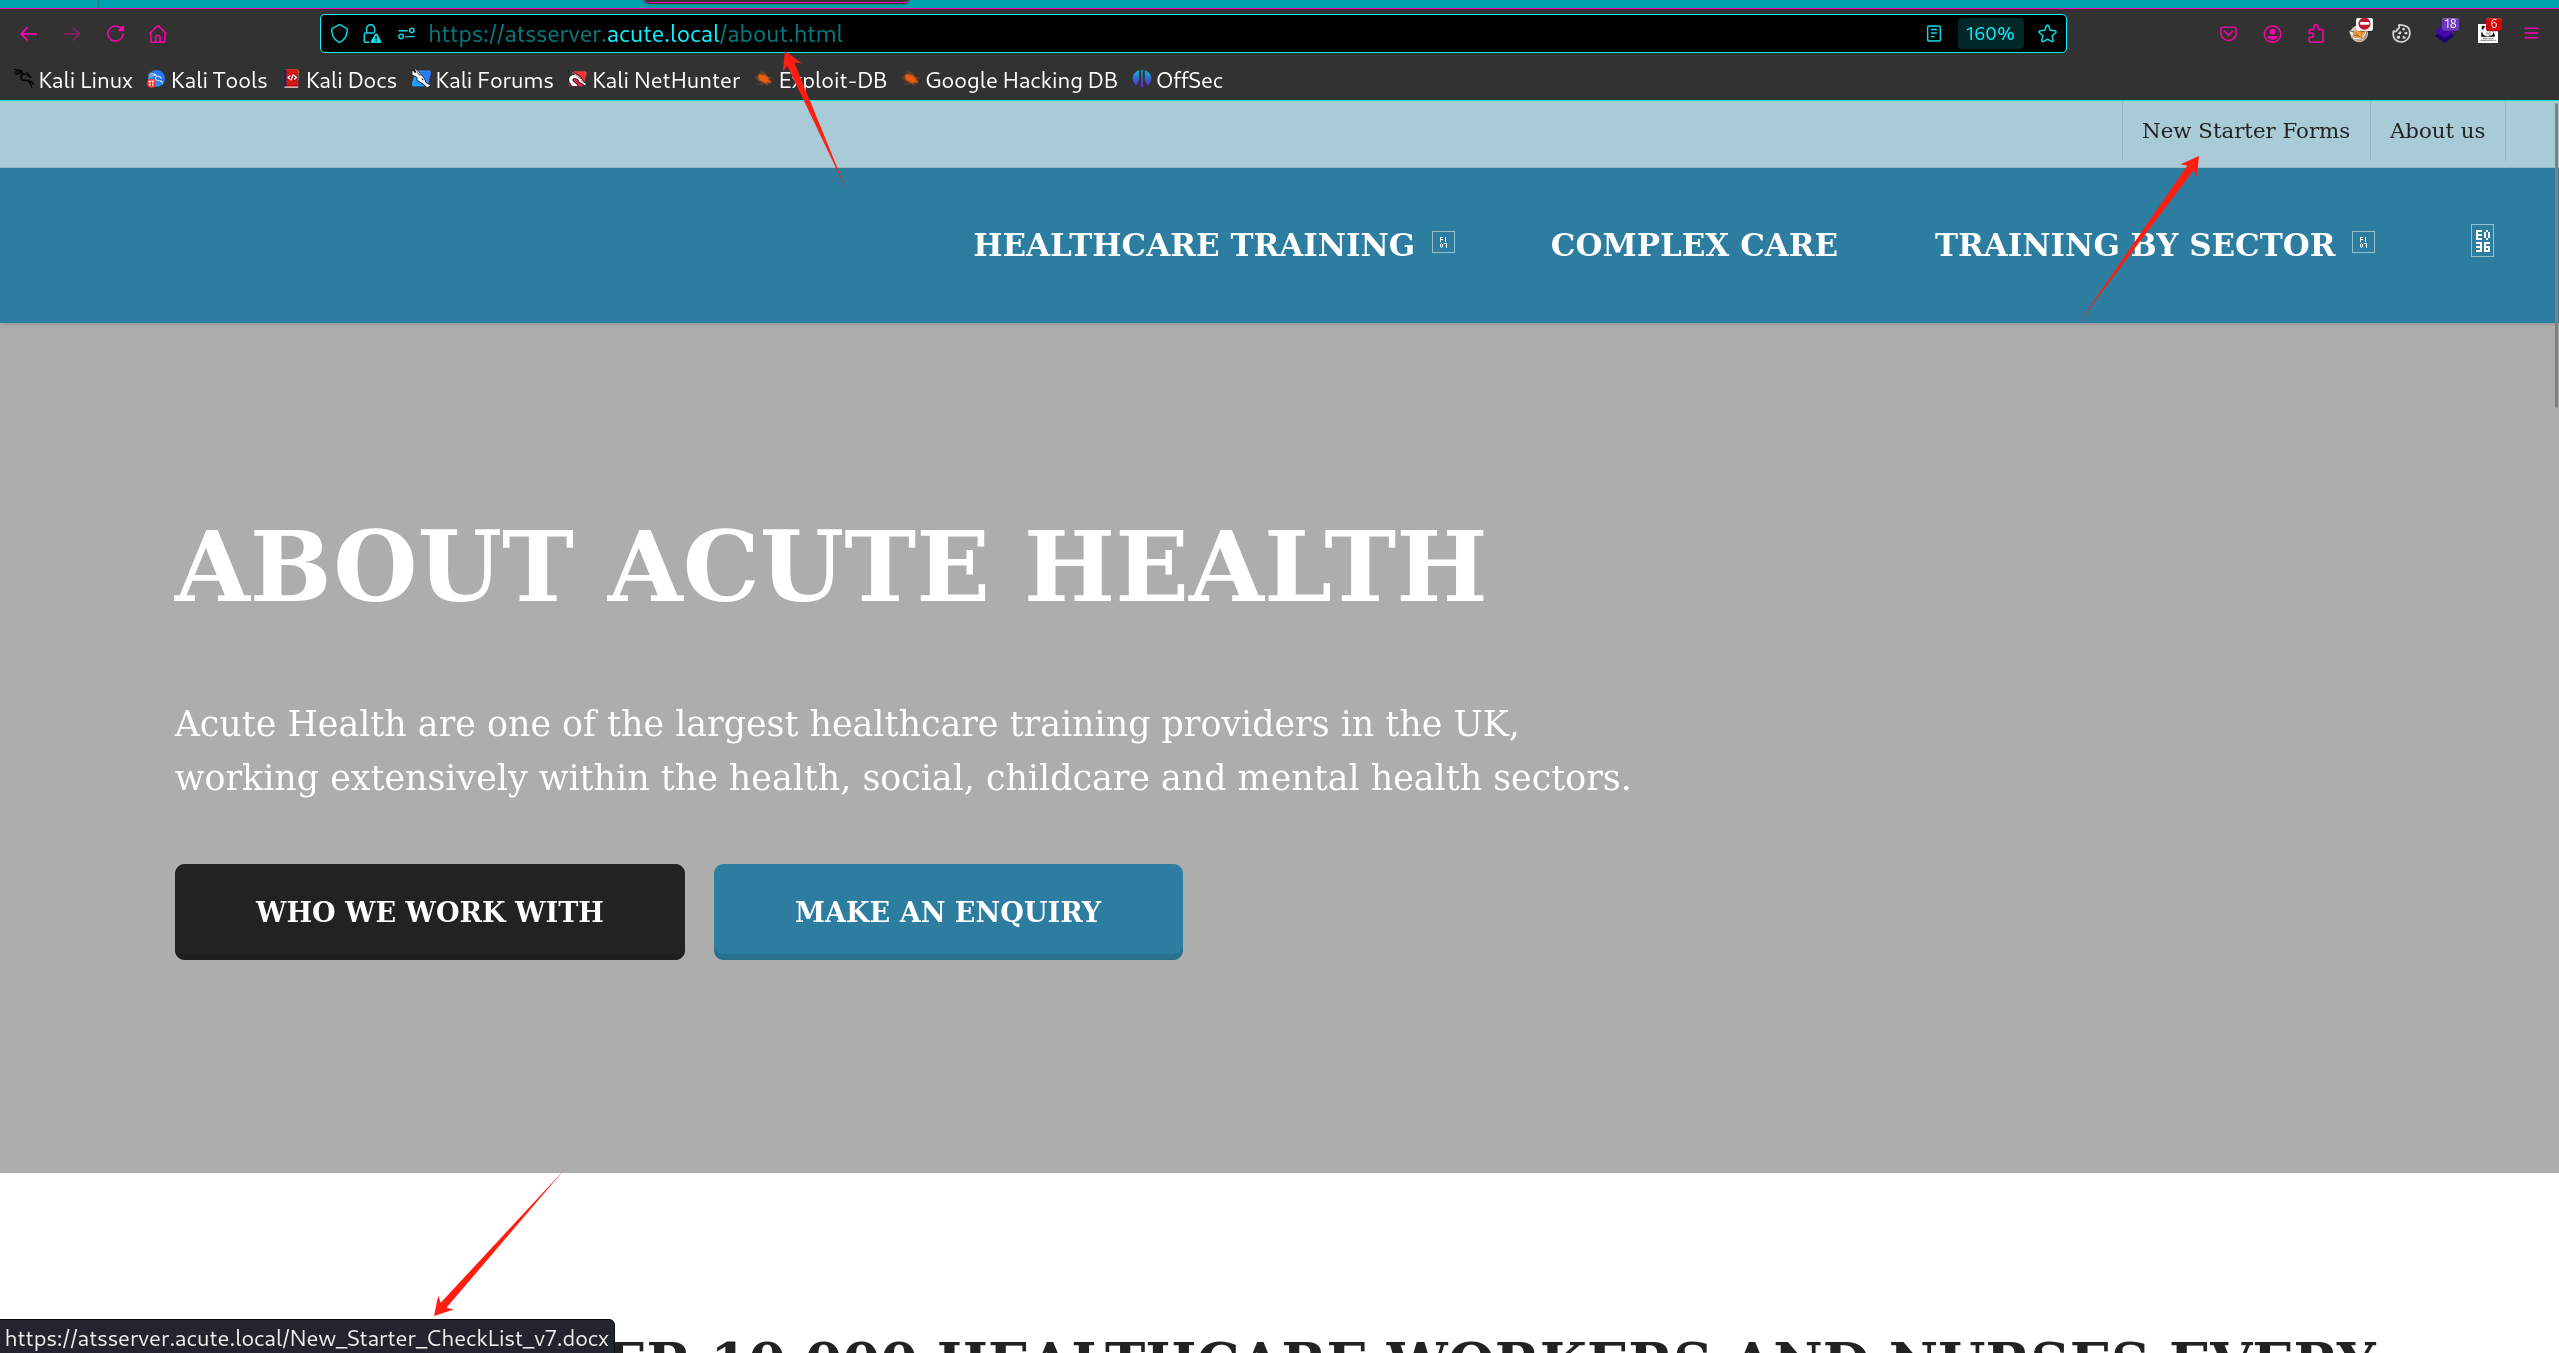 https://atsserver.acute.local/about.html
160%
18
6
Kali Linux Kali Tools Kali Docs Kali Forums Kali NetHunter Exploit-DB Google Hacking DB OffSec
New Starter Forms About us
HEALTHCARE TRAINING COMPLEX CARE TRAINING BY SECTOR
ABOUT ACUTE HEALTH
Acute Health are one of the largest healthcare training providers in the UK,
working extensively within the health, social, childcare and mental health sectors.
WHO WE WORK WITH MAKE AN ENQUIRY
https://atsserver.acute.local/New_Starter_CheckList_v7.docx
10,000 HEALTHCARE WORKERS AND NURSES EVERY